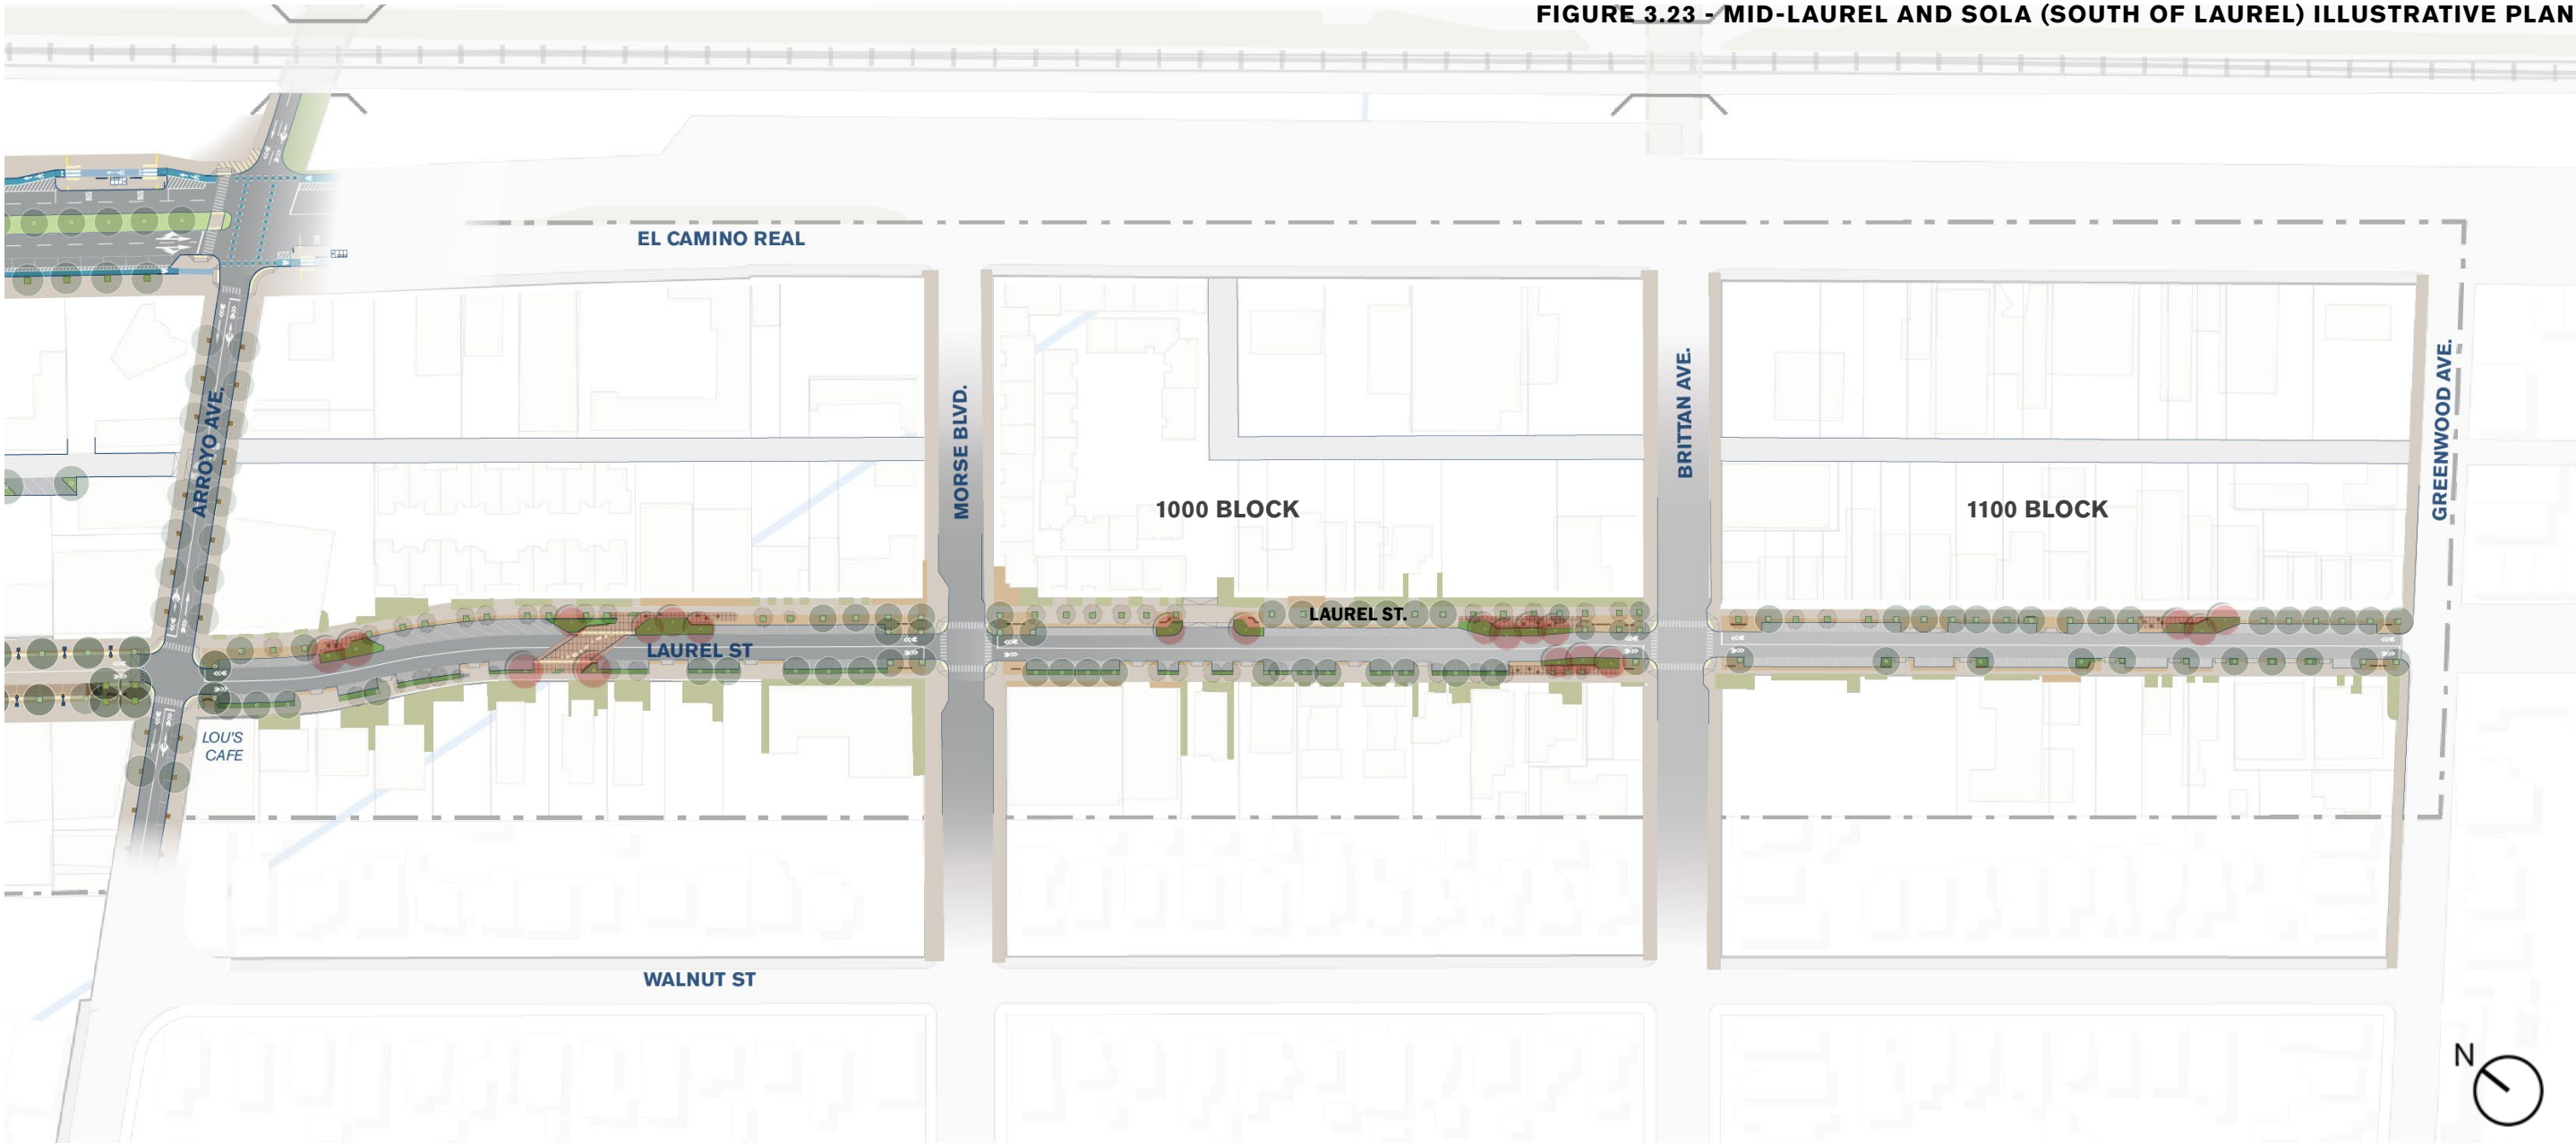 FIGURE 3.23 - MID-LAUREL AND SOLA (SOUTH OF LAUREL) ILLUSTRATIVE PLAN
EL CAMINO REAL
ARROYO AVE.
MORSE BLVD.
BRITTAN AVE.
GREENWOOD AVE.
1000 BLOCK
1100 BLOCK
LAUREL ST.
LAUREL ST
LOU'S
CAFE
WALNUT ST
N